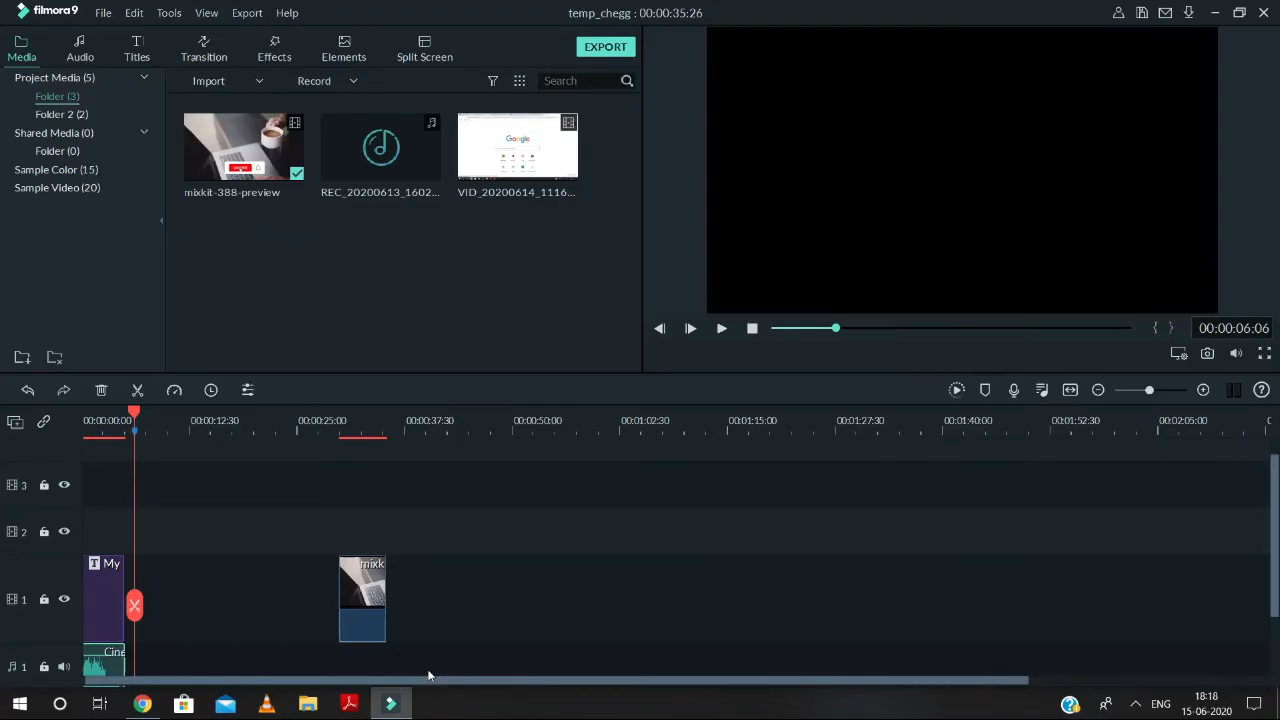 filmora9 File Edit Tools View Export Help temp_chegg : 00:00:35:26
Media Audio Titles Transition Effects Elements Split Screen EXPORT
Project Media (5) Import Record Search
Folder (3)
Folder 2 (2)
Shared Media (0)
Folder (0)
Sample Color (15)
Sample Video (20)
Google
mixkit-388-preview REC_20200613_1602... VID_20200614_1116...
00:00:06:06
00:00:00:00 00:00:12:30 00:00:25:00 00:00:37:30 00:00:50:00 00:01:02:30 00:01:15:00 00:01:27:30 00:01:40:00 00:01:52:30 00:02:05:00
3
2
T My mixk
1
Cine
1
ENG 18:18
15-06-2020